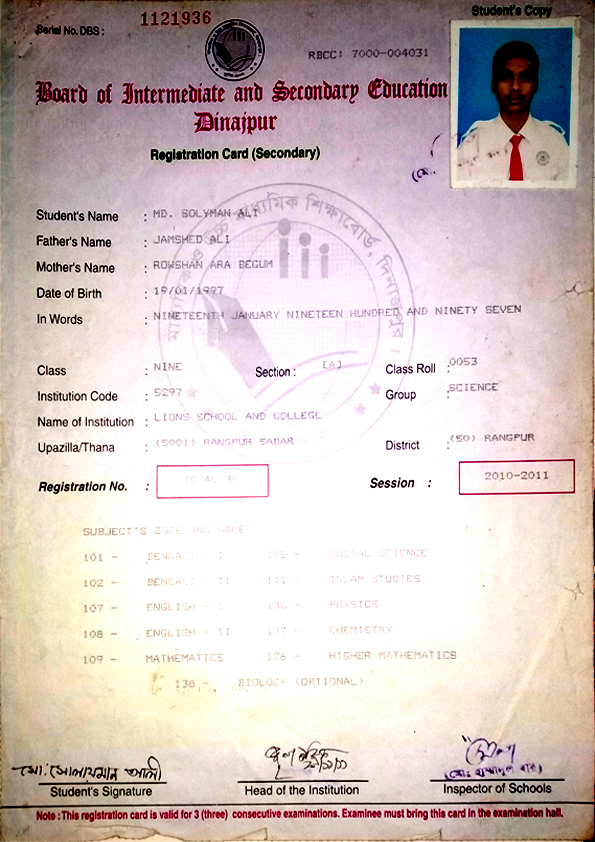 Student's Copy
Serial No. DBS : 1121936
RBCC: 7000-004031
Board of Intermediate and Secondary Education
Dinajpur
Registration Card (Secondary)
Student's Name : MD. SOLYMAN ALI
Father's Name : JAMSHED ALI
Mother's Name : ROWSHAN ARA BEGUM
Date of Birth : 19/01/1997
In Words : NINETEENTH JANUARY NINETEEN HUNDRED AND NINETY SEVEN
Class : NINE Section : [A] Class Roll : 0053
Institution Code : 5297 Group : SCIENCE
Name of Institution : LIONS SCHOOL AND COLLEGE
Upazilla/Thana : (5001) RANGPUR SADAR District : (50) RANGPUR
Registration No. : Session : 2010-2011
SUBJECT'S CODE AND NAME :
101 - BENGALI - I 145 - SOCIAL SCIENCE
102 - BENGALI - II 111 - ISLAM STUDIES
107 - ENGLISH - I 136 - PHYSICS
108 - ENGLISH - II 137 - CHEMISTRY
109 - MATHEMATICS 126 - HIGHER MATHEMATICS
138 - BIOLOGY (OPTIONAL)
মো: সোলায়মান আলী
Student's Signature Head of the Institution Inspector of Schools
Note : This registration card is valid for 3 (three) consecutive examinations. Examinee must bring this card in the examination hall.